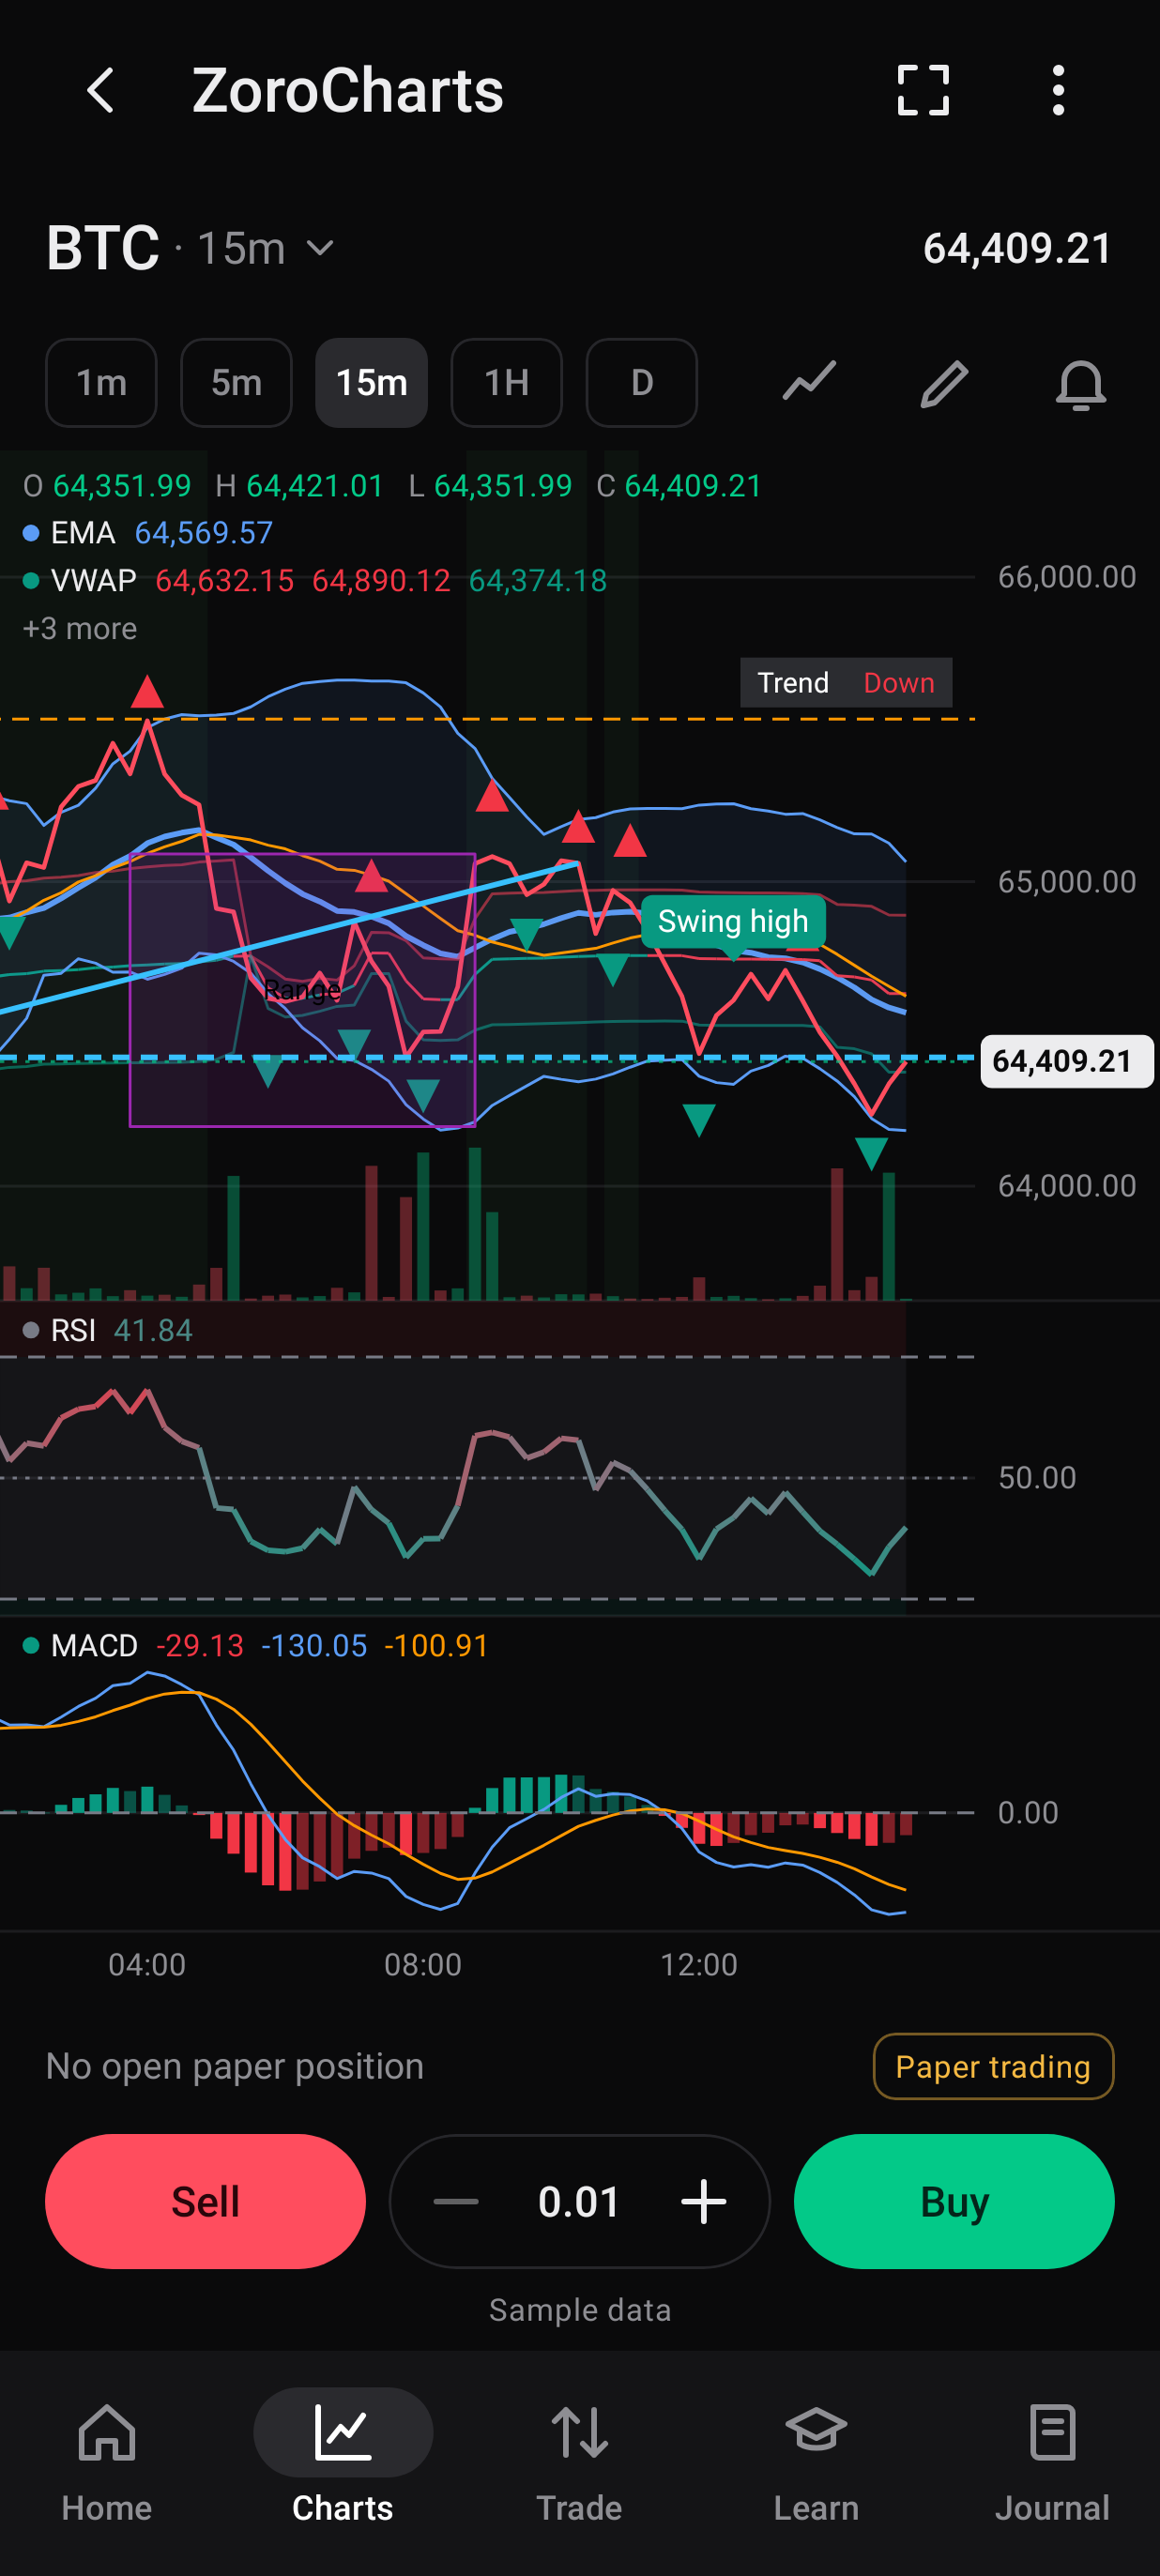 ZoroCharts
BTC · 15m 64,409.21
1m 5m 15m 1H D
O 64,351.99 H 64,421.01 L 64,351.99 C 64,409.21
EMA 64,569.57
VWAP 64,632.15 64,890.12 64,374.18
66,000.00
+3 more
Trend Down
65,000.00
Swing high
Range
64,409.21
64,000.00
RSI 41.84
50.00
MACD -29.13 -130.05 -100.91
0.00
04:00 08:00 12:00
No open paper position Paper trading
Sell 0.01 Buy
Sample data
Home Charts Trade Learn Journal